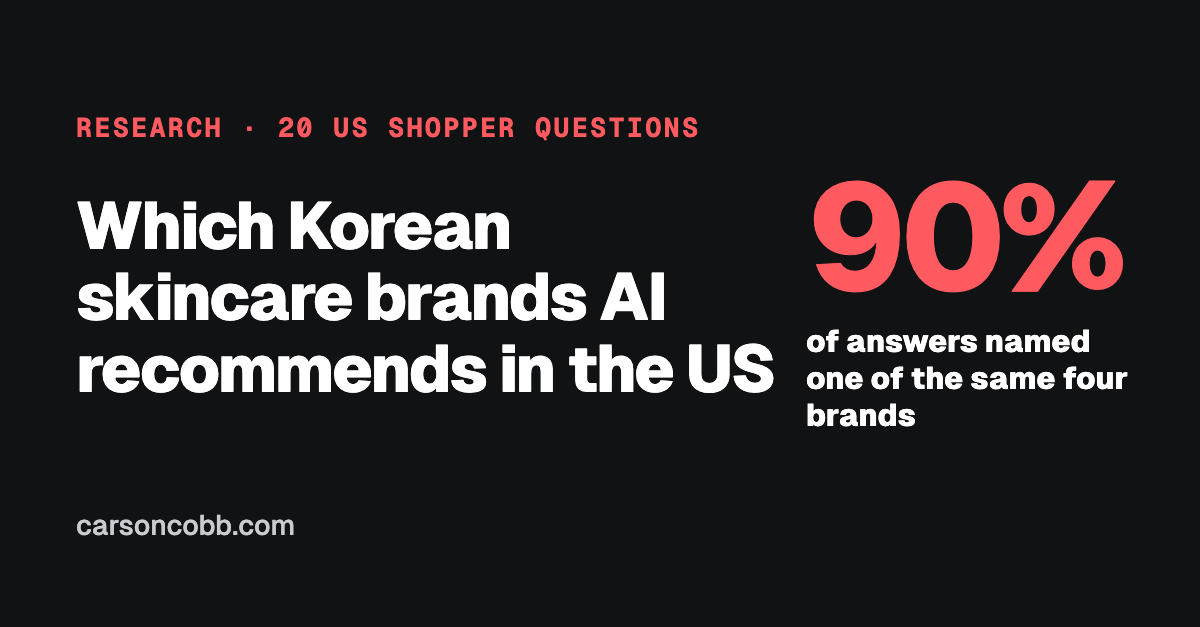 RESEARCH · 20 US SHOPPER QUESTIONS
Which Korean
skincare brands AI
recommends in the US
90%
of answers named
one of the same four
brands
carsoncobb.com